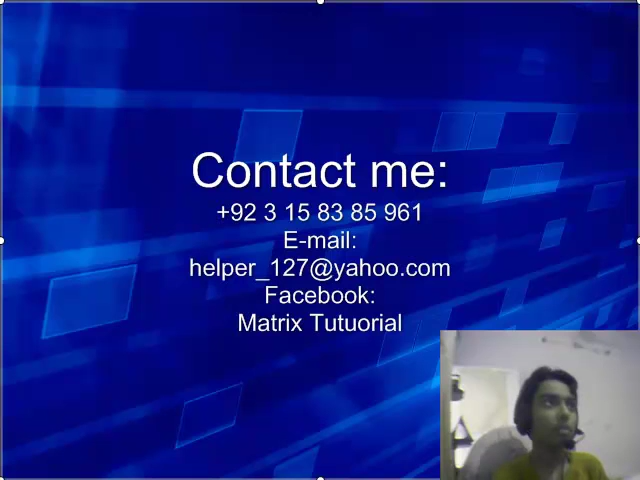 Contact me:
+92 3 15 83 85 961
E-mail:
helper_127@yahoo.com
Facebook:
Matrix Tutuorial